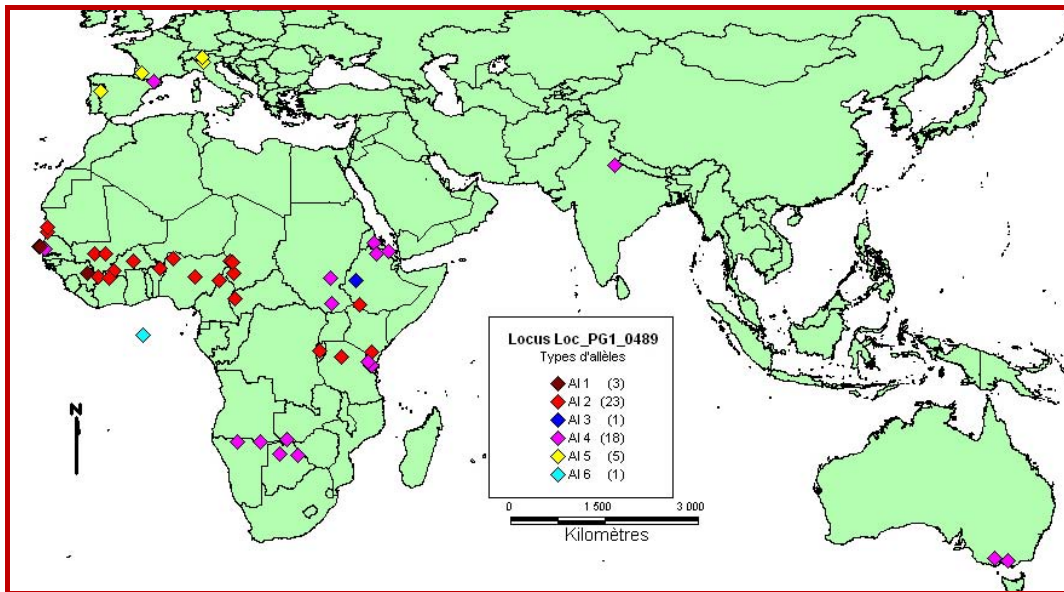 N
Locus Loc_PG1_0489
Types d'allèles
Al 1 (3)
Al 2 (23)
Al 3 (1)
Al 4 (18)
Al 5 (5)
Al 6 (1)
0 1 500 3 000
Kilomètres